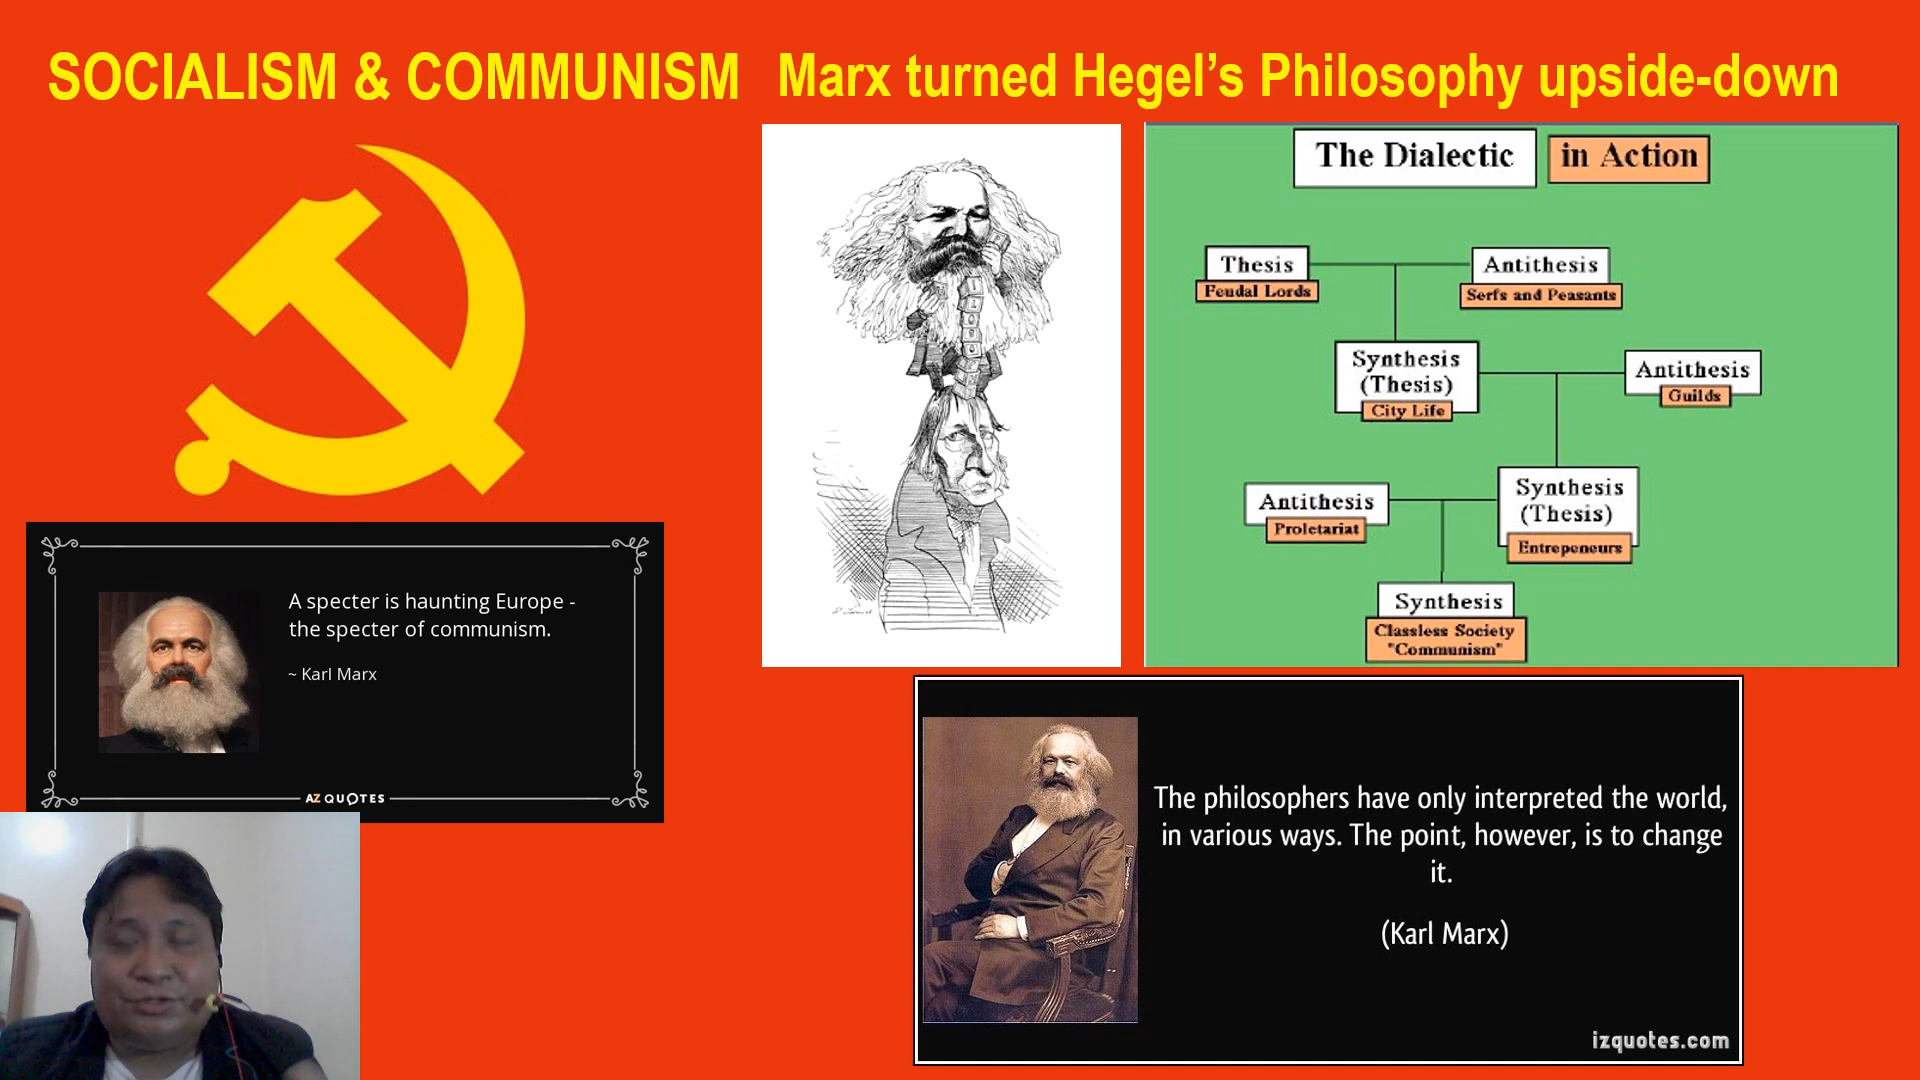 SOCIALISM & COMMUNISM
Marx turned Hegel's Philosophy upside-down
The Dialectic
in Action
Thesis
Feudal Lords
Antithesis
Serfs and Peasants
Synthesis
(Thesis)
City Life
Antithesis
Guilds
Antithesis
Proletariat
Synthesis
(Thesis)
Entrepeneurs
Synthesis
Classless Society
"Communism"
A specter is haunting Europe -
the specter of communism.
~ Karl Marx
AZ QUOTES
The philosophers have only interpreted the world,
in various ways. The point, however, is to change
it.
(Karl Marx)
izquotes.com